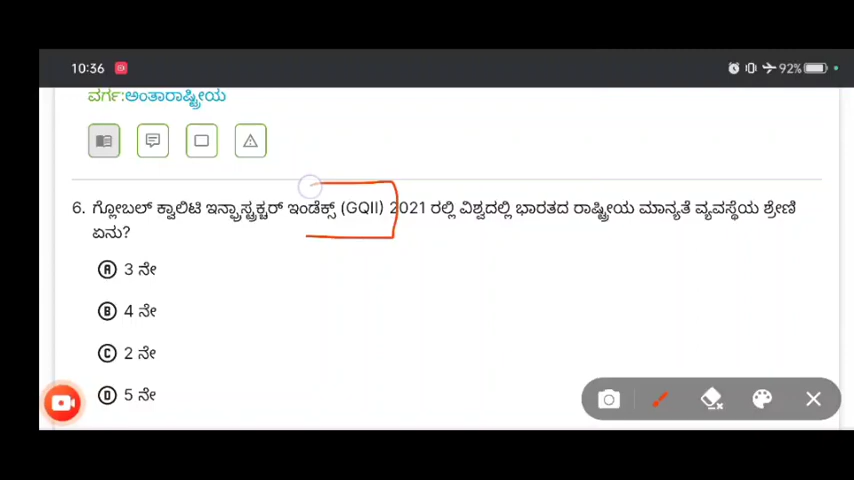 10:36
92%
ವರ್ಗ:ಅಂತಾರಾಷ್ಟ್ರೀಯ
6. ಗ್ಲೋಬಲ್ ಕ್ವಾಲಿಟಿ ಇನ್ಫ್ರಾಸ್ಟ್ರಕ್ಚರ್ ಇಂಡೆಕ್ಸ್ (GQII) 2021 ರಲ್ಲಿ ವಿಶ್ವದಲ್ಲಿ ಭಾರತದ ರಾಷ್ಟ್ರೀಯ ಮಾನ್ಯತೆ ವ್ಯವಸ್ಥೆಯ ಶ್ರೇಣಿ
ಏನು?
A 3 ನೇ
B 4 ನೇ
C 2 ನೇ
D 5 ನೇ